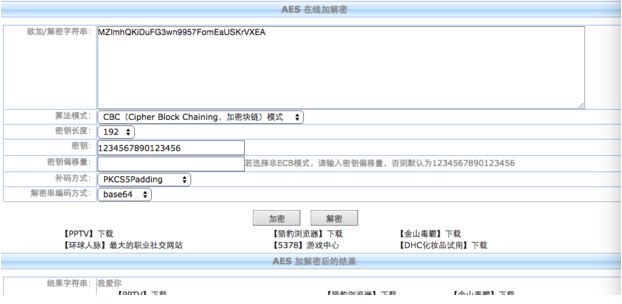 AES 在线加解密
欲加/解密字符串： MZImhQKiDuFG3wn9957FomEaUSKrVXEA
算法模式： CBC（Cipher Block Chaining，加密块链）模式
密钥长度： 192
密钥： 1234567890123456
密钥偏移量： 若选择非ECB模式，请输入密钥偏移量，否则默认为1234567890123456
补码方式： PKCS5Padding
解密串编码方式： base64
加密 解密
【PPTV】下载 【猎豹浏览器】下载 【金山毒霸】下载
【环球人脉】最大的职业社交网站 【5378】游戏中心 【DHC化妆品试用】下载
AES 加解密后的结果
结果字符串： 我爱你
【PPTV】下载 【猎豹浏览器】下载 【金山毒霸】下载